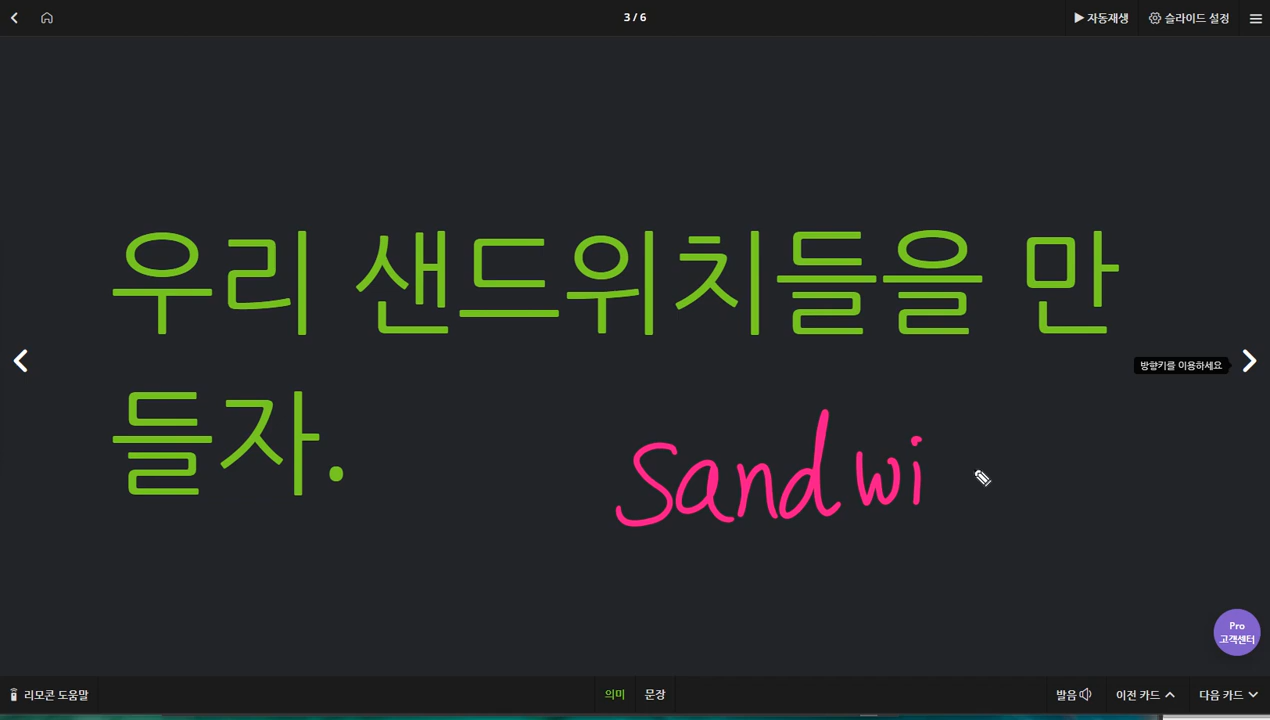 3 / 6
자동재생
슬라이드 설정
우리 샌드위치들을 만
들자.
방향키를 이용하세요
sandwi
Pro
고객센터
리모콘 도움말
의미
문장
발음
이전 카드
다음 카드